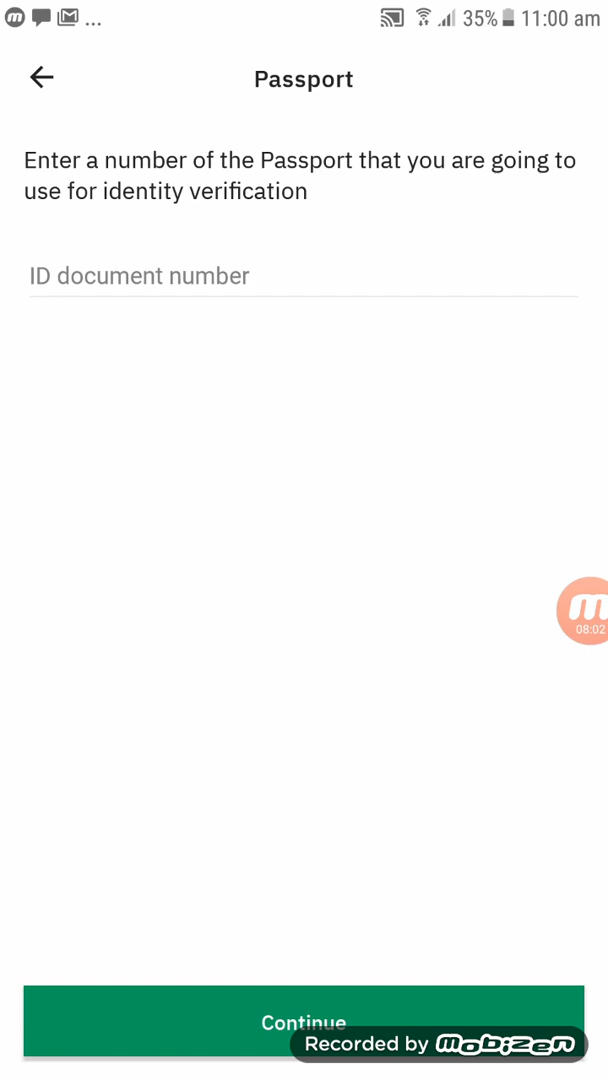 m M ... 35% 11:00 am
Passport
Enter a number of the Passport that you are going to
use for identity verification
ID document number
m
08:02
Continue
Recorded by mobizen